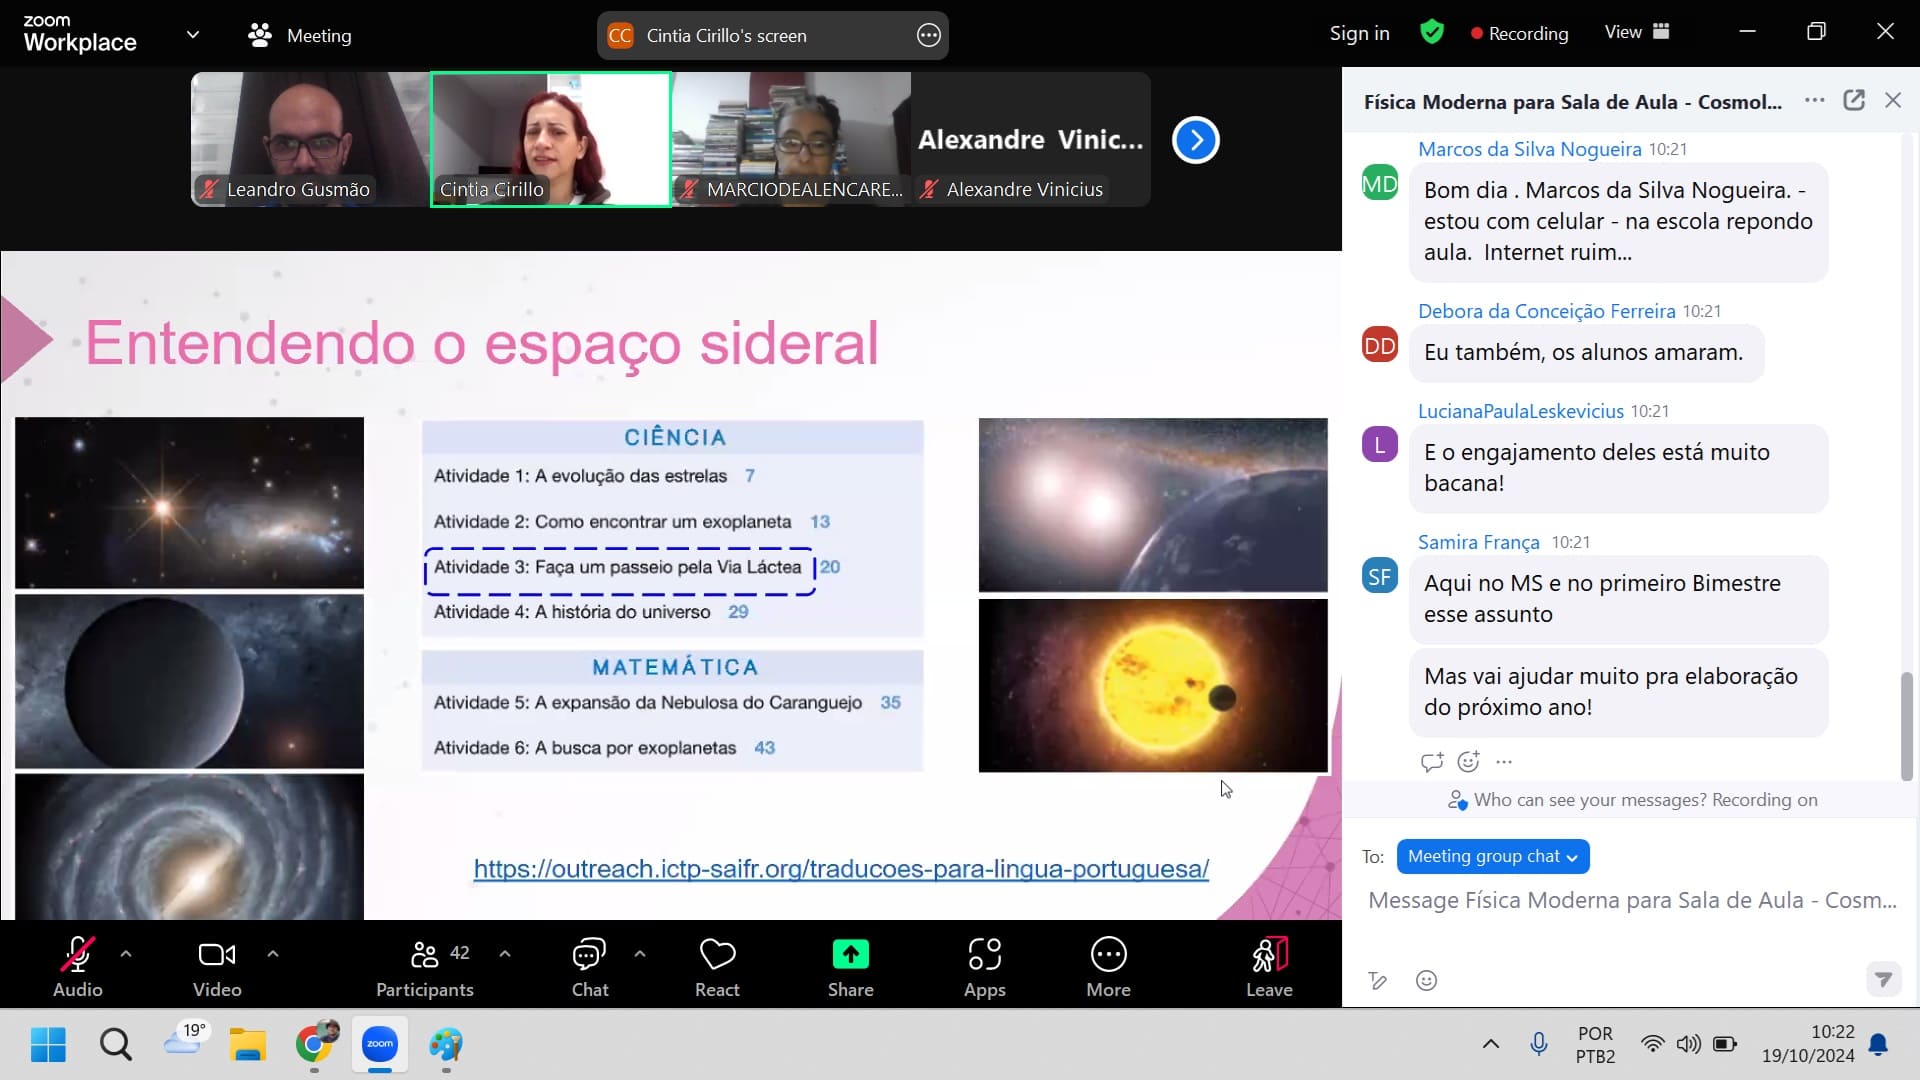 zoom
Workplace
Meeting
CC Cintia Cirillo's screen
Sign in
Recording
View
Leandro Gusmão
Cintia Cirillo
MARCIODEALENCARE...
Alexandre Vinic...
Alexandre Vinicius
Entendendo o espaço sideral
CIÊNCIA
Atividade 1: A evolução das estrelas 7
Atividade 2: Como encontrar um exoplaneta 13
Atividade 3: Faça um passeio pela Via Láctea 20
Atividade 4: A história do universo 29
MATEMÁTICA
Atividade 5: A expansão da Nebulosa do Caranguejo 35
Atividade 6: A busca por exoplanetas 43
https://outreach.ictp-saifr.org/traducoes-para-lingua-portuguesa/
Física Moderna para Sala de Aula - Cosmol...
Marcos da Silva Nogueira 10:21
MD
Bom dia . Marcos da Silva Nogueira. -
estou com celular - na escola repondo
aula. Internet ruim...
Debora da Conceição Ferreira 10:21
DD
Eu também, os alunos amaram.
LucianaPaulaLeskevicius 10:21
L
E o engajamento deles está muito
bacana!
Samira França 10:21
SF
Aqui no MS e no primeiro Bimestre
esse assunto
Mas vai ajudar muito pra elaboração
do próximo ano!
Who can see your messages? Recording on
To: Meeting group chat
Message Física Moderna para Sala de Aula - Cosm...
Audio
Video
42
Participants
Chat
React
Share
Apps
More
Leave
19°
zoom
POR
PTB2
10:22
19/10/2024